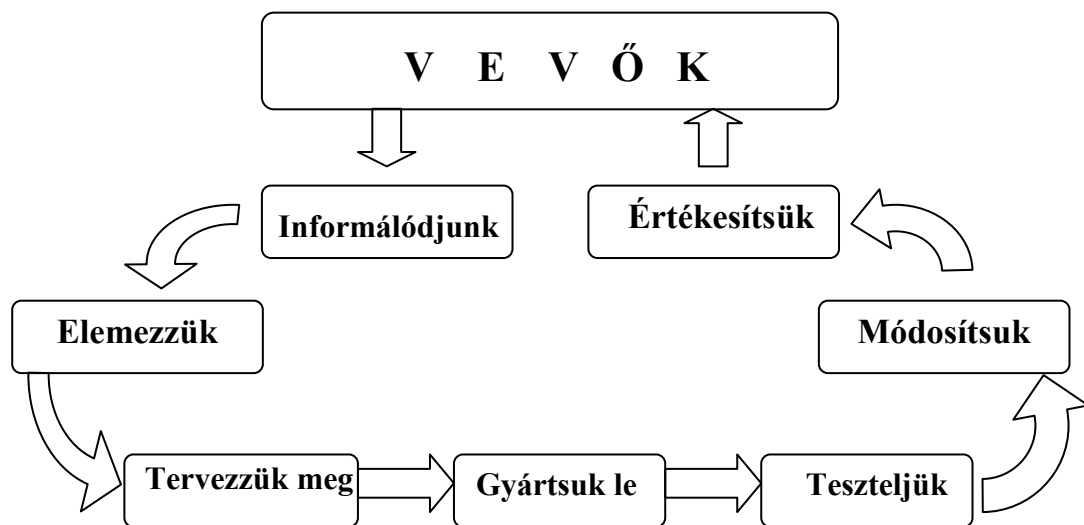 V E V Ő K
Informálódjunk
Értékesítsük
Elemezzük
Módosítsuk
Tervezzük meg
Gyártsuk le
Teszteljük